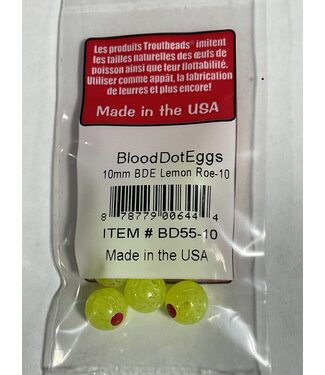 Les produits Troutbeads® imitent
les tailles naturelles des œufs de
poisson ainsi que leur flottabilité.
Utiliser comme appât, la fabrication
de leurres et plus encore!
Made in the USA
BloodDotEggs
10mm BDE Lemon Roe-10
8 78779 00644 4
ITEM # BD55-10
Made in the USA